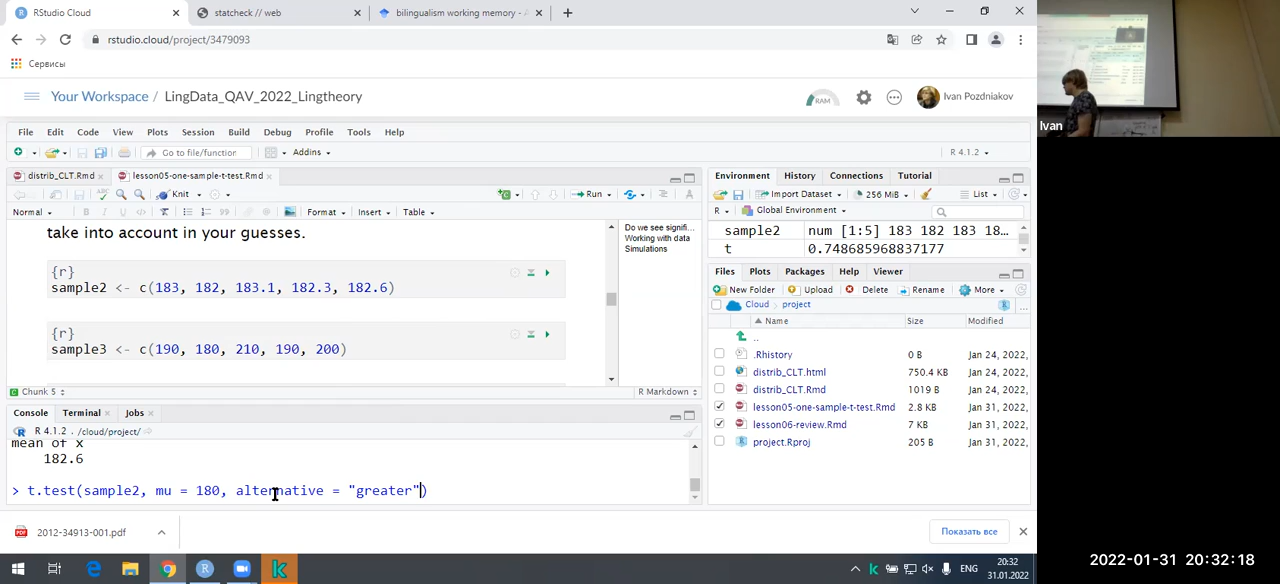 RStudio Cloud
statcheck // web
bilingualism working memory - A
rstudio.cloud/project/3479093
Сервисы
Your Workspace / LingData_QAV_2022_Lingtheory
RAM
Ivan Pozdniakov
File Edit Code View Plots Session Build Debug Profile Tools Help
Go to file/function
Addins
R 4.1.2
distrib_CLT.Rmd
lesson05-one-sample-t-test.Rmd
Knit
Run
Normal
B I U
Format
Insert
Table
take into account in your guesses.
{r}
sample2 <- c(183, 182, 183.1, 182.3, 182.6)
{r}
sample3 <- c(190, 180, 210, 190, 200)
Do we see signifi...
Working with data
Simulations
Chunk 5
R Markdown
Console Terminal Jobs
R 4.1.2 . /cloud/project/
mean of x
182.6
> t.test(sample2, mu = 180, alternative = "greater")
Environment History Connections Tutorial
Import Dataset
256 MiB
List
R
Global Environment
sample2 num [1:5] 183 182 183 18...
t 0.748685968837177
Files Plots Packages Help Viewer
New Folder Upload Delete Rename More
Cloud project
Name Size Modified
..
.Rhistory 0 B Jan 24, 2022,
distrib_CLT.html 750.4 KB Jan 24, 2022,
distrib_CLT.Rmd 1019 B Jan 24, 2022,
lesson05-one-sample-t-test.Rmd 2.8 KB Jan 31, 2022,
lesson06-review.Rmd 7 KB Jan 31, 2022,
project.Rproj 205 B Jan 31, 2022,
2012-34913-001.pdf
Показать все
ENG
20:32
31.01.2022
Ivan
2022-01-31 20:32:18